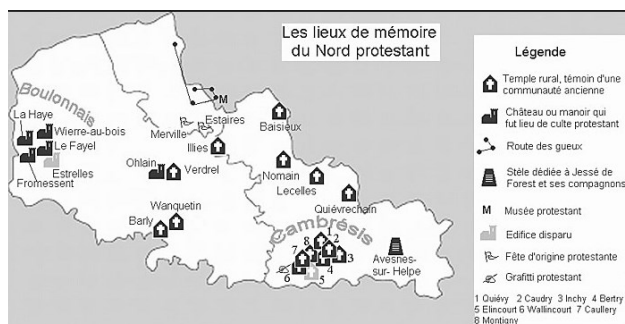 Les lieux de mémoire
du Nord protestant
Légende
Temple rural, témoin d'une
communauté ancienne
Château ou manoir qui
fut lieu de culte protestant
Route des gueux
Stèle dédiée à Jessé de
Forest et ses compagnons
M Musée protestant
Edifice disparu
Fête d'origine protestante
Grafitti protestant
1 Quiévy 2 Caudry 3 Inchy 4 Bertry
5 Elincourt 6 Wallincourt 7 Caullery
8 Montigny
Boulonnais
La Haye
Wierre-au-bois
Le Fayel
Estrelles
Fromessent
M
Estaires
Merville
Illies
Baisieux
Ohlain
Verdrel
Nomain
Lecelles
Wanquetin
Barly
Quiévrechain
Cambrésis
Avesnes-
sur- Helpe
1
2
3
4
5
6
7
8